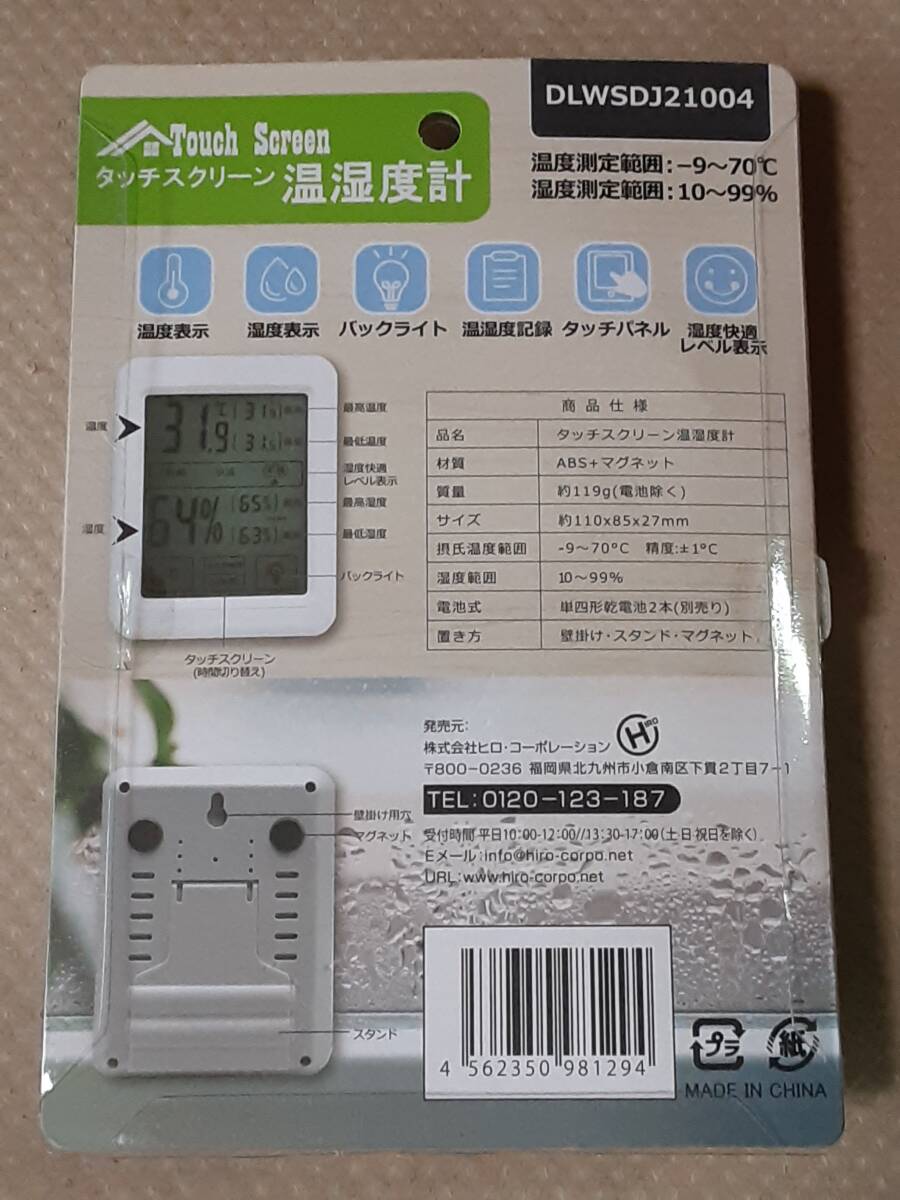 DLWSDJ21004
Touch Screen
タッチスクリーン 温湿度計
温度測定範囲:−9〜70℃
湿度測定範囲:10〜99%
温度表示
湿度表示
バックライト
温湿度記録
タッチパネル
湿度快適
レベル表示
温度
湿度
31.9
64%
65%
63%
最高温度
最低温度
湿度快適
レベル表示
最高湿度
最低湿度
バックライト
タッチスクリーン
(時間切り替え)
商品仕様
品名 タッチスクリーン温湿度計
材質 ABS+マグネット
質量 約119g(電池除く)
サイズ 約110x85x27mm
摂氏温度範囲 -9〜70°C 精度:±1°C
湿度範囲 10〜99%
電池式 単四形乾電池2本(別売り)
置き方 壁掛け・スタンド・マグネット
壁掛け用穴
マグネット
スタンド
発売元:
株式会社ヒロ・コーポレーション
HIRO
〒800−0236 福岡県北九州市小倉南区下貫2丁目7−1
TEL:0120−123−187
受付時間 平日10:00-12:00//13:30-17:00(土日祝日を除く)
Eメール:info@hiro-corpo.net
URL:www.hiro-corpo.net
4 562350 981294
プラ
紙
MADE IN CHINA